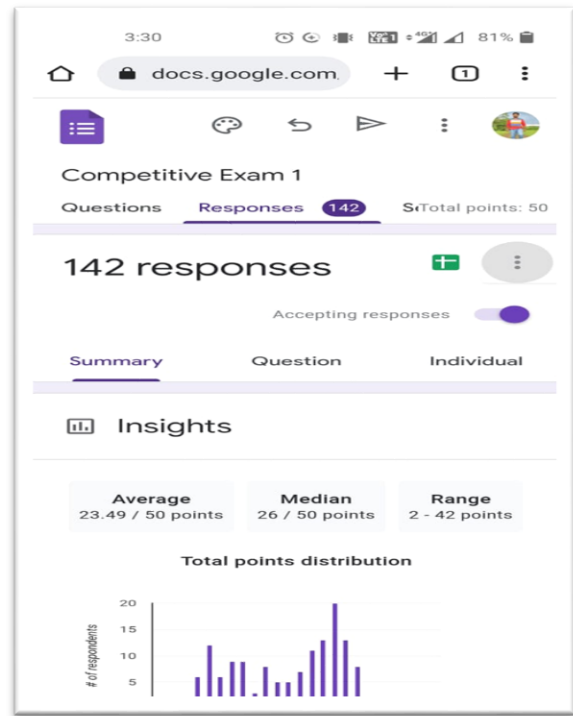 3:30 81%
docs.google.com 1
Competitive Exam 1
Questions Responses 142 Total points: 50
142 responses
Accepting responses
Summary Question Individual
Insights
Average Median Range
23.49 / 50 points 26 / 50 points 2 - 42 points
Total points distribution
20
15
10
5
# of respondents